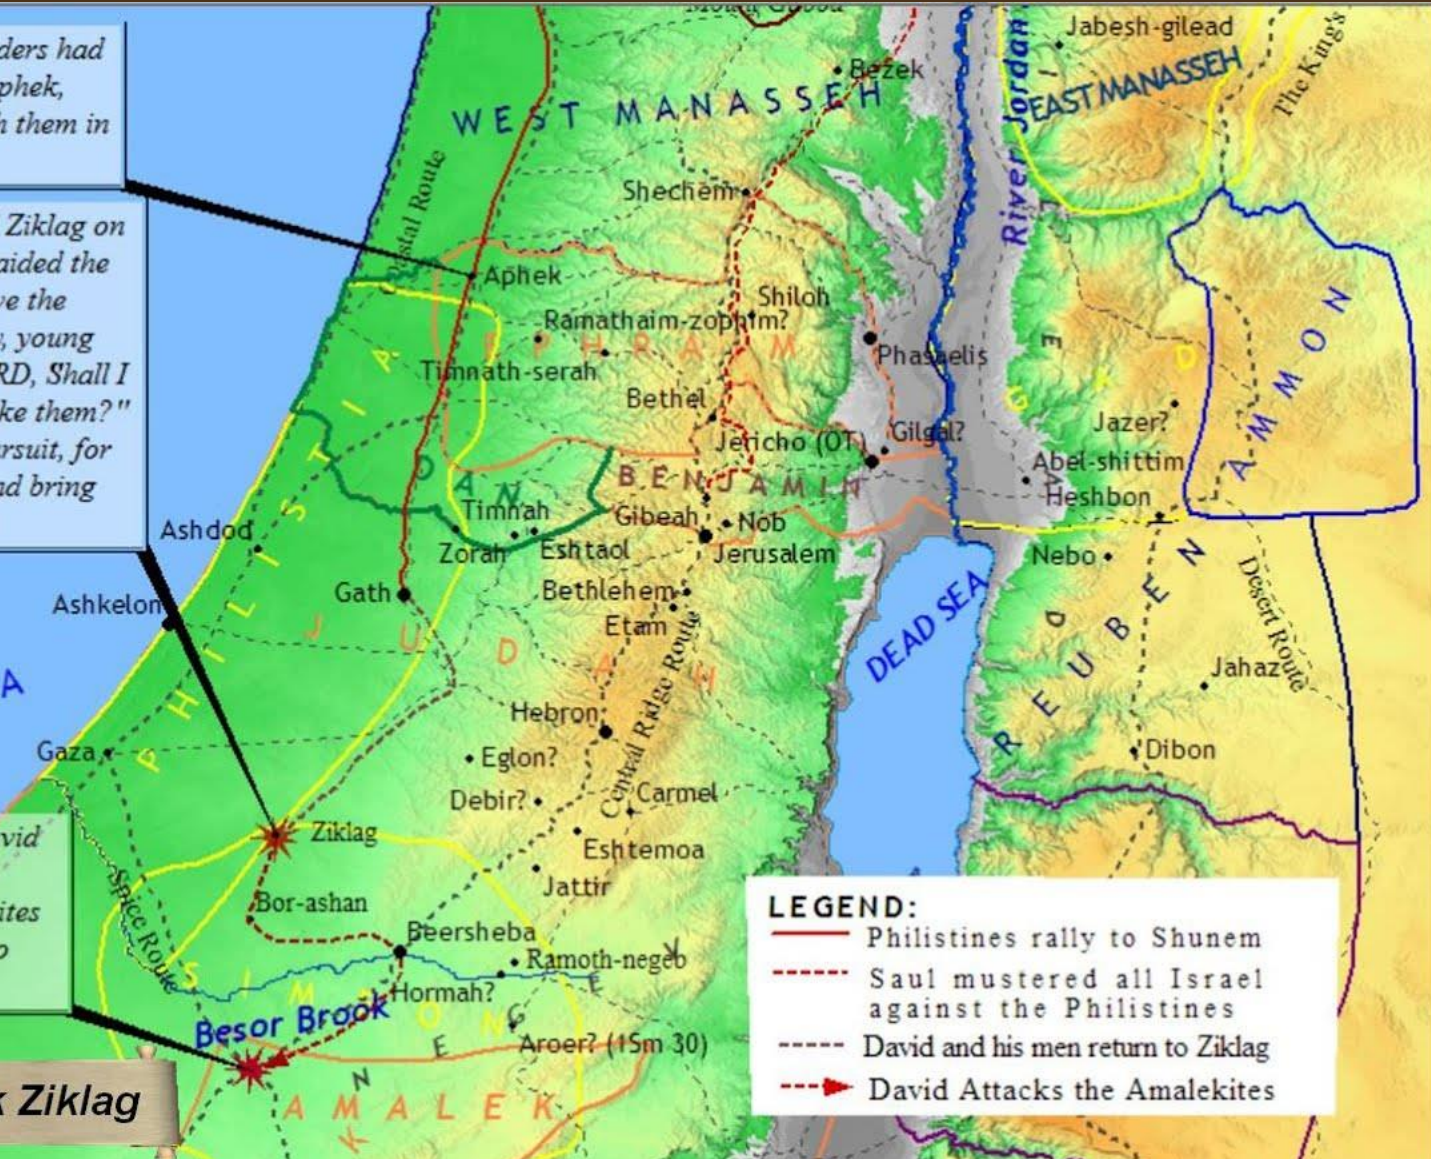 Mount Gilboa
ders had
phek,
h them in
Ziklag on
aided the
ve the
, young
RD, Shall I
ke them?"
rsuit, for
nd bring
vid
ites
o
k Ziklag
Jabesh-gilead
Bezek
WEST MANASSEH
EAST MANASSEH
River Jordan
The King's
Coastal Route
Shechem
Aphek
Shiloh
Ramathaim-zophim?
EPHRAIM
Phasaelis
Timnath-serah
Bethel
GAD
AMMON
Jazer?
Jericho (OT)
Gilgal?
Abel-shittim
BENJAMIN
DAN
Heshbon
Timnah
Gibeah
Nob
Ashdod
Zorah
Eshtaol
Jerusalem
Nebo
PHILISTIA
Gath
Bethlehem
Ashkelon
Etam
DEAD SEA
Desert Route
JUDAH
REUBEN
A
Jahaz
Hebron
Central Ridge Route
Gaza
Eglon?
Dibon
Debir?
Carmel
Ziklag
Eshtemoa
Jattir
Spice Route
Bor-ashan
Beersheba
Ramoth-negeb
SIMEON
Hormah?
Besor Brook
NEGEV
Aroer? (1Sm 30)
AMALEK
K
LEGEND:
Philistines rally to Shunem
Saul mustered all Israel
against the Philistines
David and his men return to Ziklag
David Attacks the Amalekites